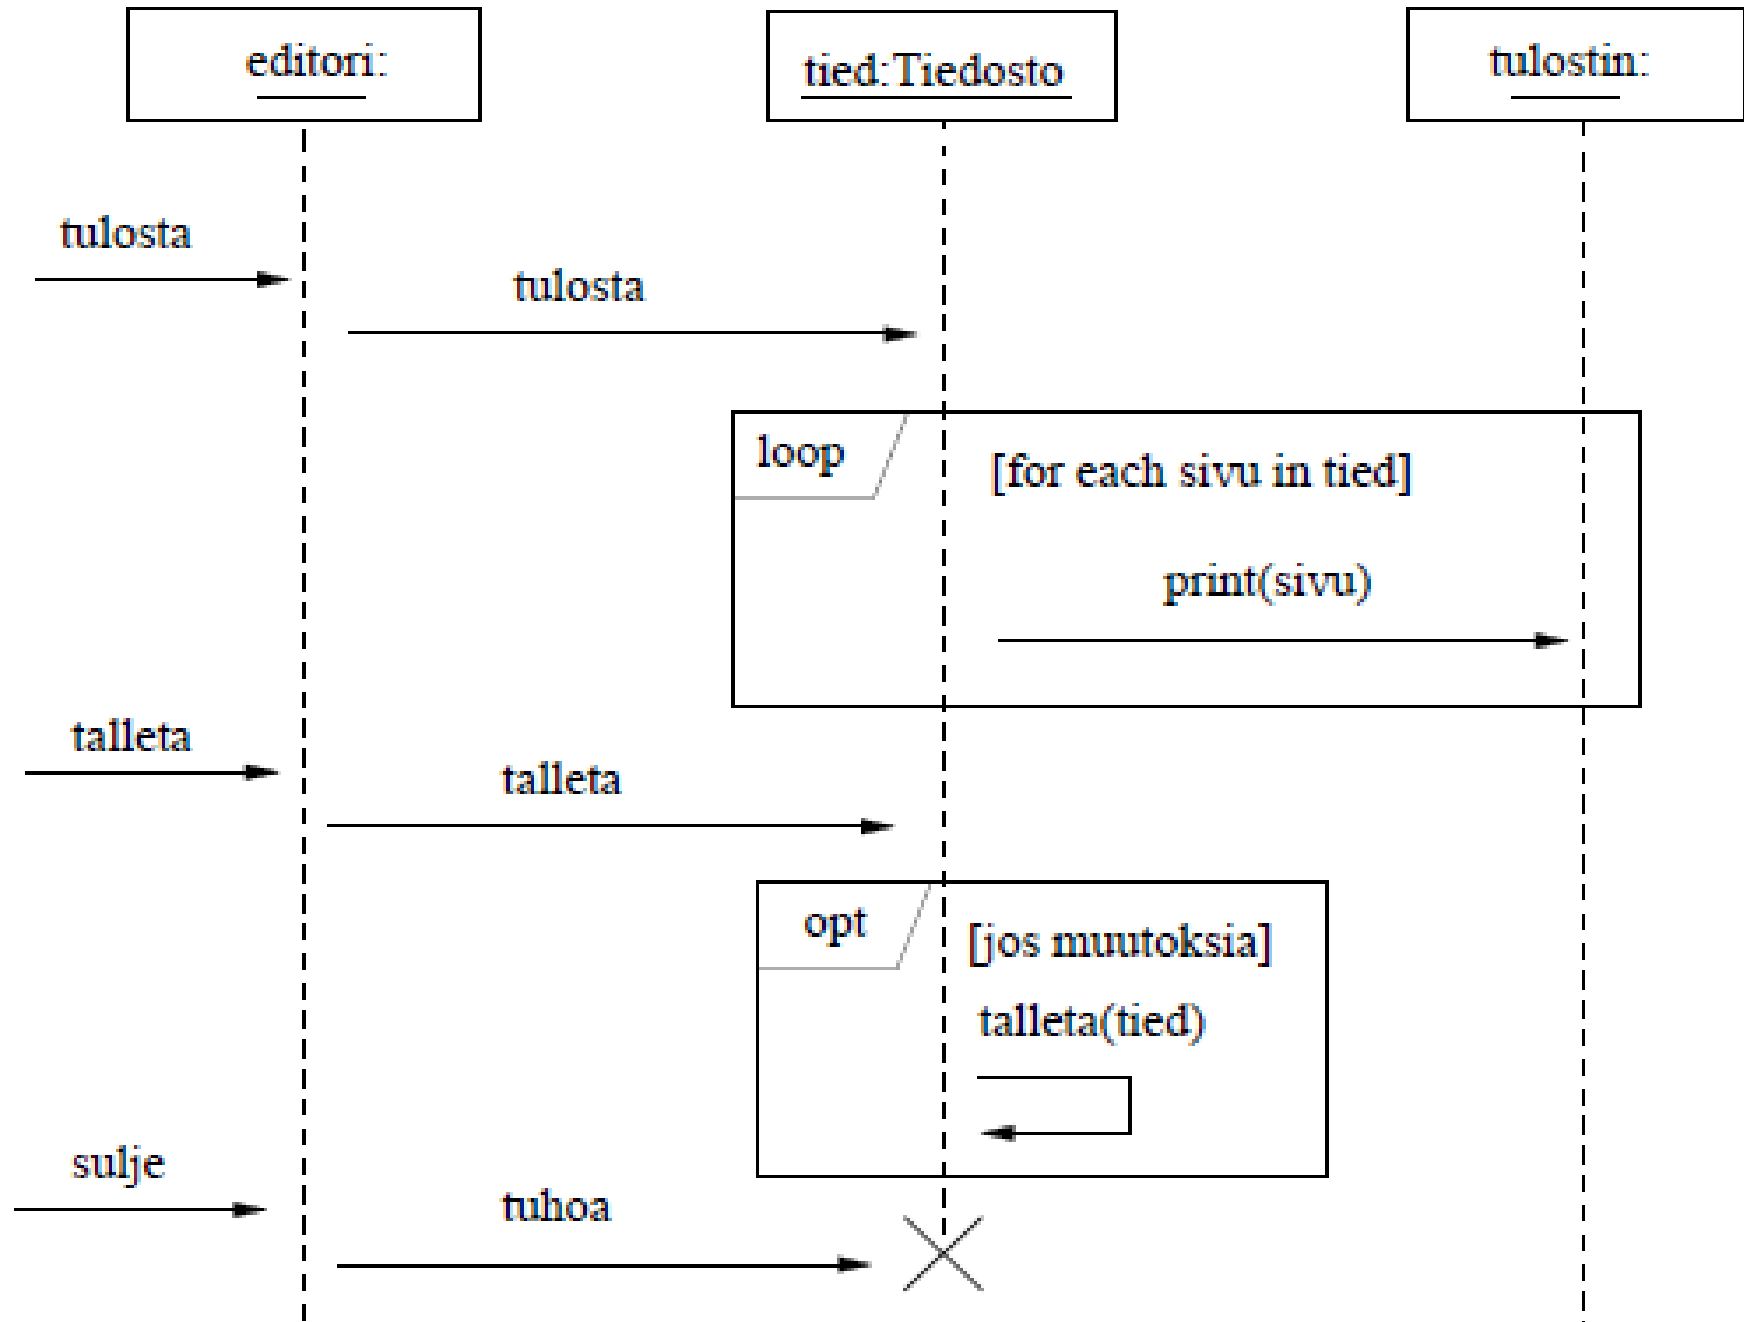 editori:
tied:Tiedosto
tulostin:
tulosta
tulosta
loop
[for each sivu in tied]
print(sivu)
talleta
talleta
opt
[jos muutoksia]
talleta(tied)
sulje
tuhoa